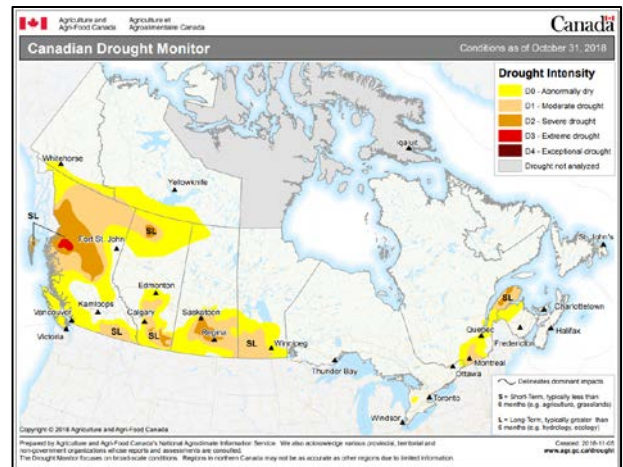 Agriculture and Agri-Food Canada
Agriculture et Agroalimentaire Canada
Canada
Canadian Drought Monitor
Conditions as of October 31, 2018
Drought Intensity
D0 - Abnormally dry
D1 - Moderate drought
D2 - Severe drought
D3 - Extreme drought
D4 - Exceptional drought
Drought not analyzed
Iqaluit
Whitehorse
Yellowknife
SL
Fort St. John
SL
St. John's
Edmonton
SL
Charlottetown
Kamloops
Calgary
Saskatoon
Vancouver
Regina
Quebec
Halifax
Victoria
SL
SL
SL
Winnipeg
Fredericton
Montreal
Thunder Bay
Ottawa
Toronto
Windsor
Delineates dominant impacts
S = Short-Term, typically less than
6 months (e.g. agriculture, grasslands)
L = Long-Term, typically greater than
6 months (e.g. hydrology, ecology)
Copyright © 2018 Agriculture and Agri-Food Canada
Prepared by Agriculture and Agri-Food Canada's National Agroclimate Information Service. We also acknowledge various provincial, territorial and
non-government organizations whose reports and assessments are consulted.
The Drought Monitor focuses on broad-scale conditions. Regions in northern Canada may not be as accurate as other regions due to limited information.
Created: 2018-11-05
www.agr.gc.ca/drought